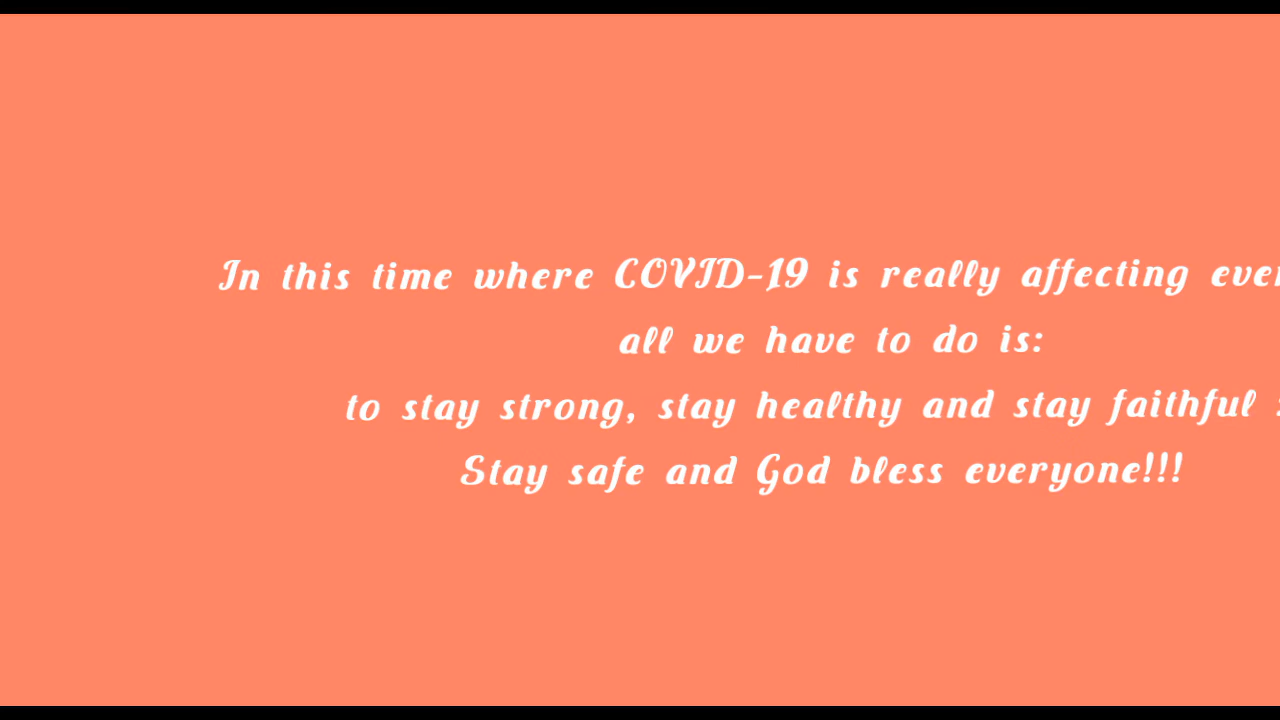 In this time where COVID-19 is really affecting
all we have to do is:
to stay strong, stay healthy and stay faithful
Stay safe and God bless everyone!!!